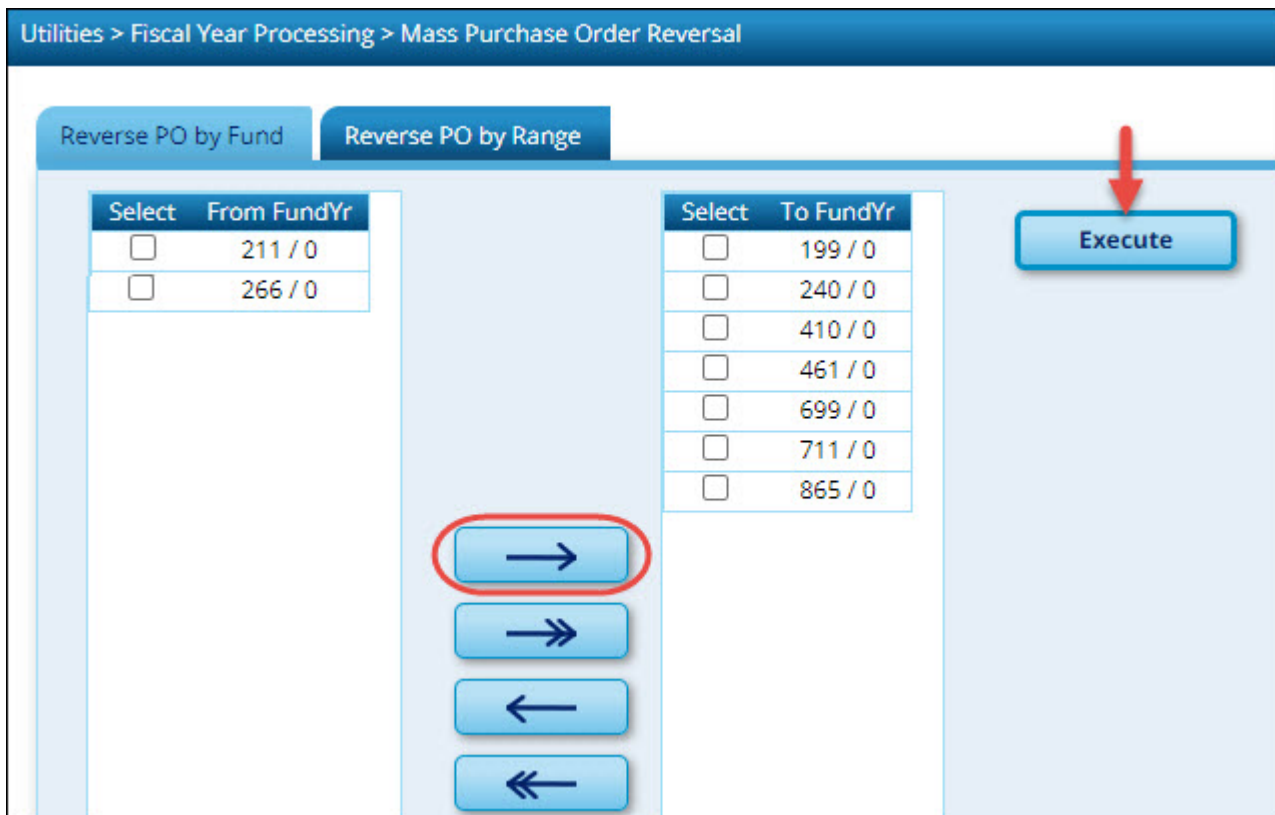 Utilities > Fiscal Year Processing > Mass Purchase Order Reversal
Reverse PO by Fund Reverse PO by Range
Select From FundYr
211 / 0
266 / 0
Select To FundYr
199 / 0
240 / 0
410 / 0
461 / 0
699 / 0
711 / 0
865 / 0
Execute